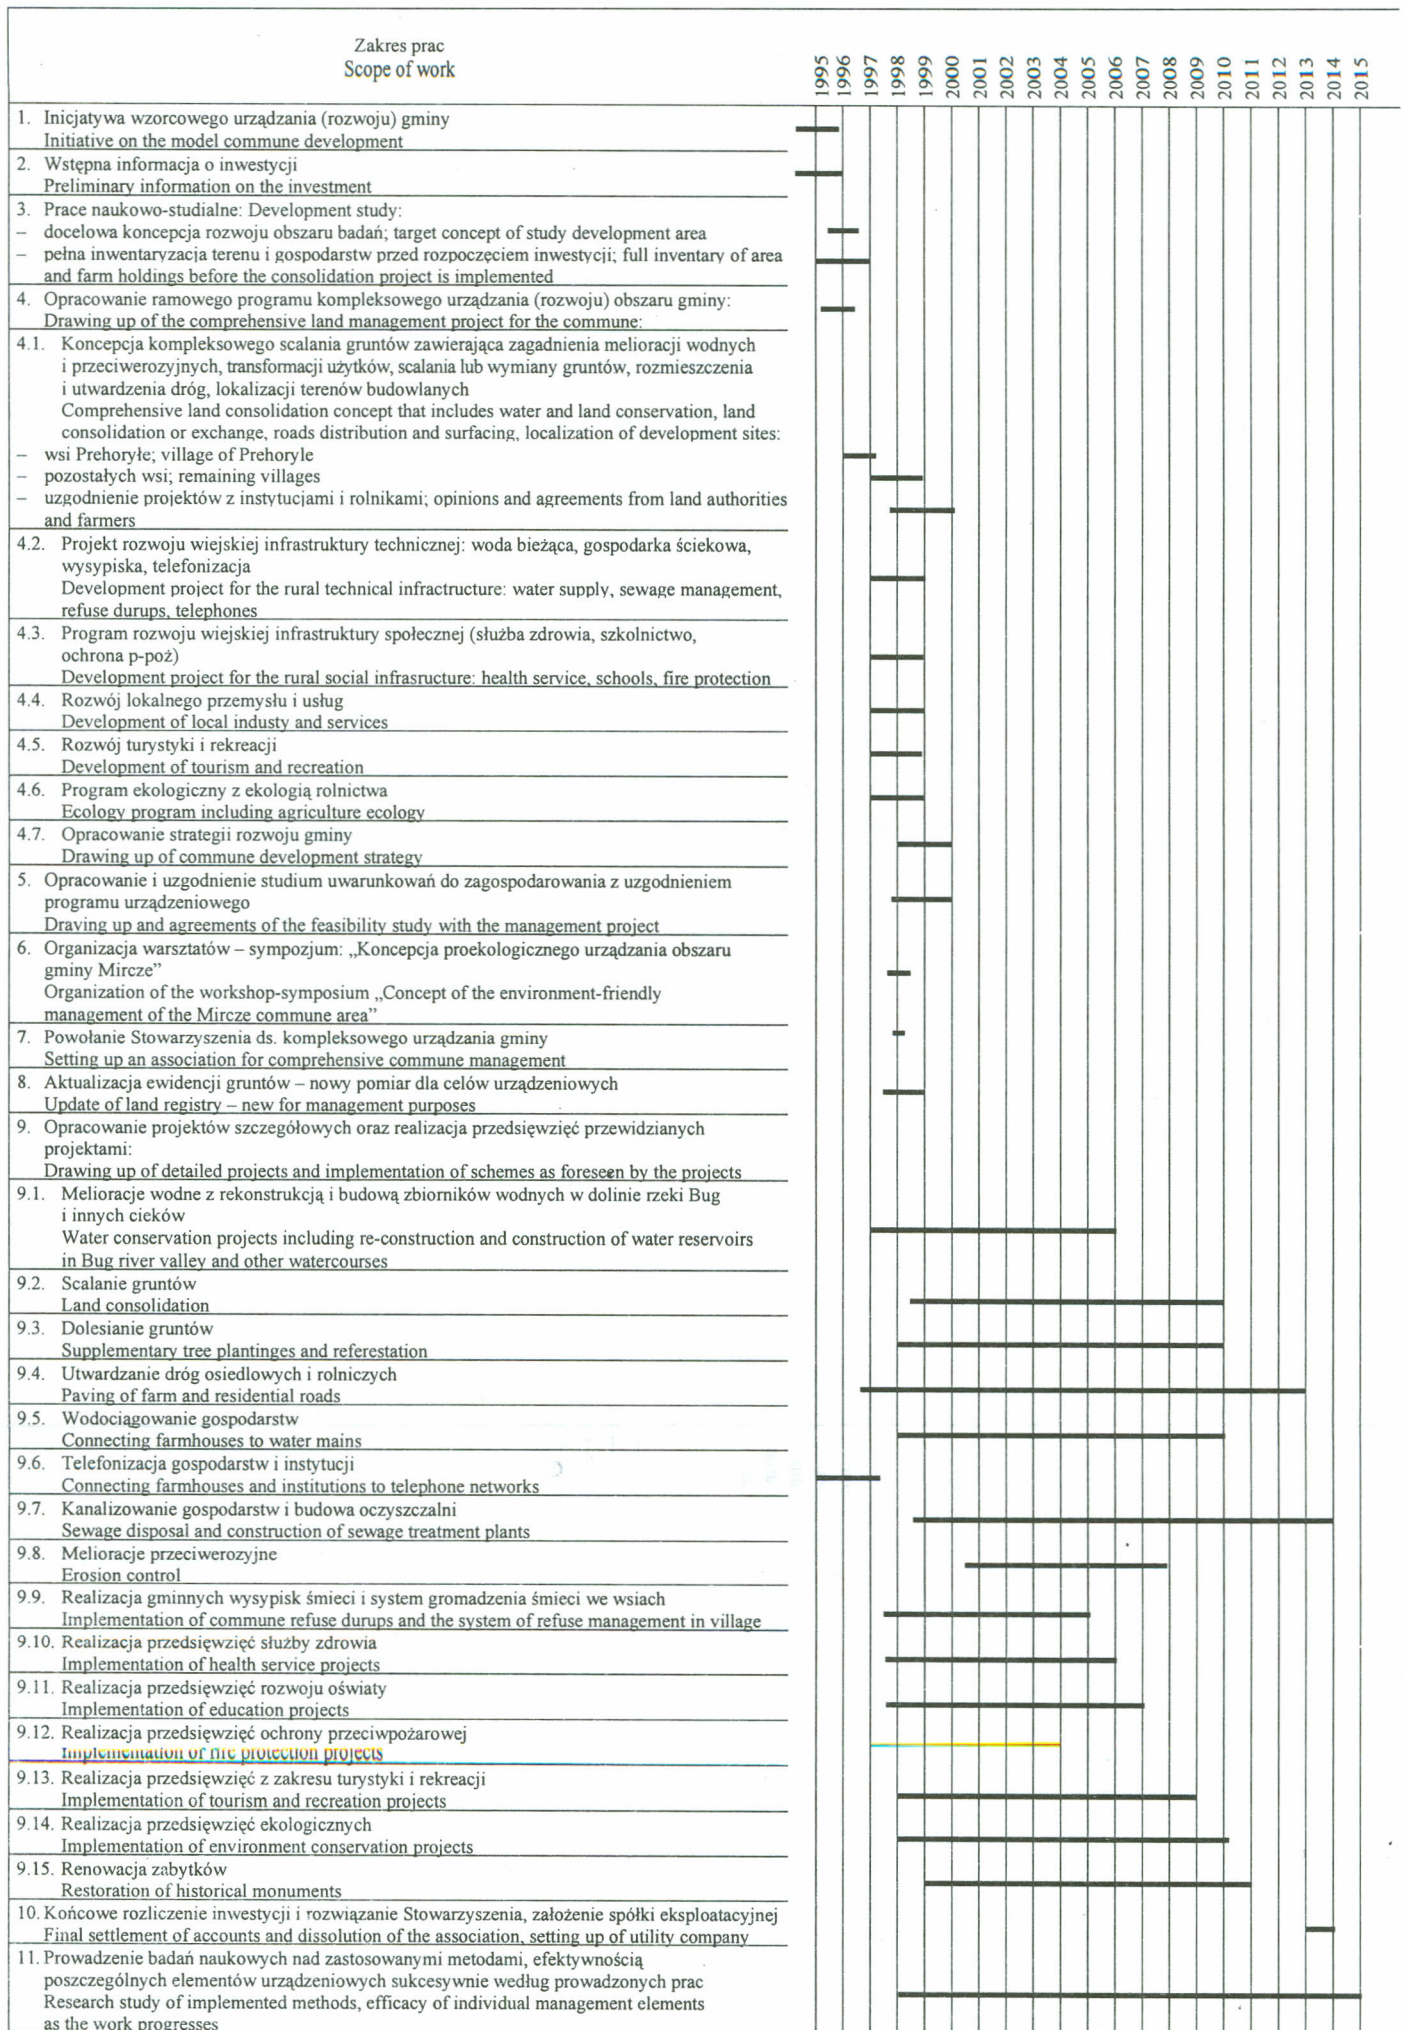 Zakres prac
Scope of work
1995
1996
1997
1998
1999
2000
2001
2002
2003
2004
2005
2006
2007
2008
2009
2010
2011
2012
2013
2014
2015
1. Inicjatywa wzorcowego urządzania (rozwoju) gminy
Initiative on the model commune development
2. Wstępna informacja o inwestycji
Preliminary information on the investment
3. Prace naukowo-studialne: Development study:
– docelowa koncepcja rozwoju obszaru badań; target concept of study development area
– pełna inwentaryzacja terenu i gospodarstw przed rozpoczęciem inwestycji; full inventary of area
and farm holdings before the consolidation project is implemented
4. Opracowanie ramowego programu kompleksowego urządzania (rozwoju) obszaru gminy:
Drawing up of the comprehensive land management project for the commune:
4.1. Koncepcja kompleksowego scalania gruntów zawierająca zagadnienia melioracji wodnych
i przeciwerozyjnych, transformacji użytków, scalania lub wymiany gruntów, rozmieszczenia
i utwardzenia dróg, lokalizacji terenów budowlanych
Comprehensive land consolidation concept that includes water and land conservation, land
consolidation or exchange, roads distribution and surfacing, localization of development sites:
– wsi Prehoryłe; village of Prehoryle
– pozostałych wsi; remaining villages
– uzgodnienie projektów z instytucjami i rolnikami; opinions and agreements from land authorities
and farmers
4.2. Projekt rozwoju wiejskiej infrastruktury technicznej: woda bieżąca, gospodarka ściekowa,
wysypiska, telefonizacja
Development project for the rural technical infractructure: water supply, sewage management,
refuse durups, telephones
4.3. Program rozwoju wiejskiej infrastruktury społecznej (służba zdrowia, szkolnictwo,
ochrona p-poż)
Development project for the rural social infrasructure: health service, schools, fire protection
4.4. Rozwój lokalnego przemysłu i usług
Development of local industy and services
4.5. Rozwój turystyki i rekreacji
Development of tourism and recreation
4.6. Program ekologiczny z ekologią rolnictwa
Ecology program including agriculture ecology
4.7. Opracowanie strategii rozwoju gminy
Drawing up of commune development strategy
5. Opracowanie i uzgodnienie studium uwarunkowań do zagospodarowania z uzgodnieniem
programu urządzeniowego
Draving up and agreements of the feasibility study with the management project
6. Organizacja warsztatów – sympozjum: „Koncepcja proekologicznego urządzania obszaru
gminy Mircze”
Organization of the workshop-symposium „Concept of the environment-friendly
management of the Mircze commune area”
7. Powołanie Stowarzyszenia ds. kompleksowego urządzania gminy
Setting up an association for comprehensive commune management
8. Aktualizacja ewidencji gruntów – nowy pomiar dla celów urządzeniowych
Update of land registry – new for management purposes
9. Opracowanie projektów szczegółowych oraz realizacja przedsięwzięć przewidzianych
projektami:
Drawing up of detailed projects and implementation of schemes as foreseen by the projects
9.1. Melioracje wodne z rekonstrukcją i budową zbiorników wodnych w dolinie rzeki Bug
i innych cieków
Water conservation projects including re-construction and construction of water reservoirs
in Bug river valley and other watercourses
9.2. Scalanie gruntów
Land consolidation
9.3. Dolesianie gruntów
Supplementary tree plantinges and referestation
9.4. Utwardzanie dróg osiedlowych i rolniczych
Paving of farm and residential roads
9.5. Wodociągowanie gospodarstw
Connecting farmhouses to water mains
9.6. Telefonizacja gospodarstw i instytucji
Connecting farmhouses and institutions to telephone networks
9.7. Kanalizowanie gospodarstw i budowa oczyszczalni
Sewage disposal and construction of sewage treatment plants
9.8. Melioracje przeciwerozyjne
Erosion control
9.9. Realizacja gminnych wysypisk śmieci i system gromadzenia śmieci we wsiach
Implementation of commune refuse durups and the system of refuse management in village
9.10. Realizacja przedsięwzięć służby zdrowia
Implementation of health service projects
9.11. Realizacja przedsięwzięć rozwoju oświaty
Implementation of education projects
9.12. Realizacja przedsięwzięć ochrony przeciwpożarowej
Implementation of fire protection projects
9.13. Realizacja przedsięwzięć z zakresu turystyki i rekreacji
Implementation of tourism and recreation projects
9.14. Realizacja przedsięwzięć ekologicznych
Implementation of environment conservation projects
9.15. Renowacja zabytków
Restoration of historical monuments
10. Końcowe rozliczenie inwestycji i rozwiązanie Stowarzyszenia, założenie spółki eksploatacyjnej
Final settlement of accounts and dissolution of the association, setting up of utility company
11. Prowadzenie badań naukowych nad zastosowanymi metodami, efektywnością
poszczególnych elementów urządzeniowych sukcesywnie według prowadzonych prac
Research study of implemented methods, efficacy of individual management elements
as the work progresses